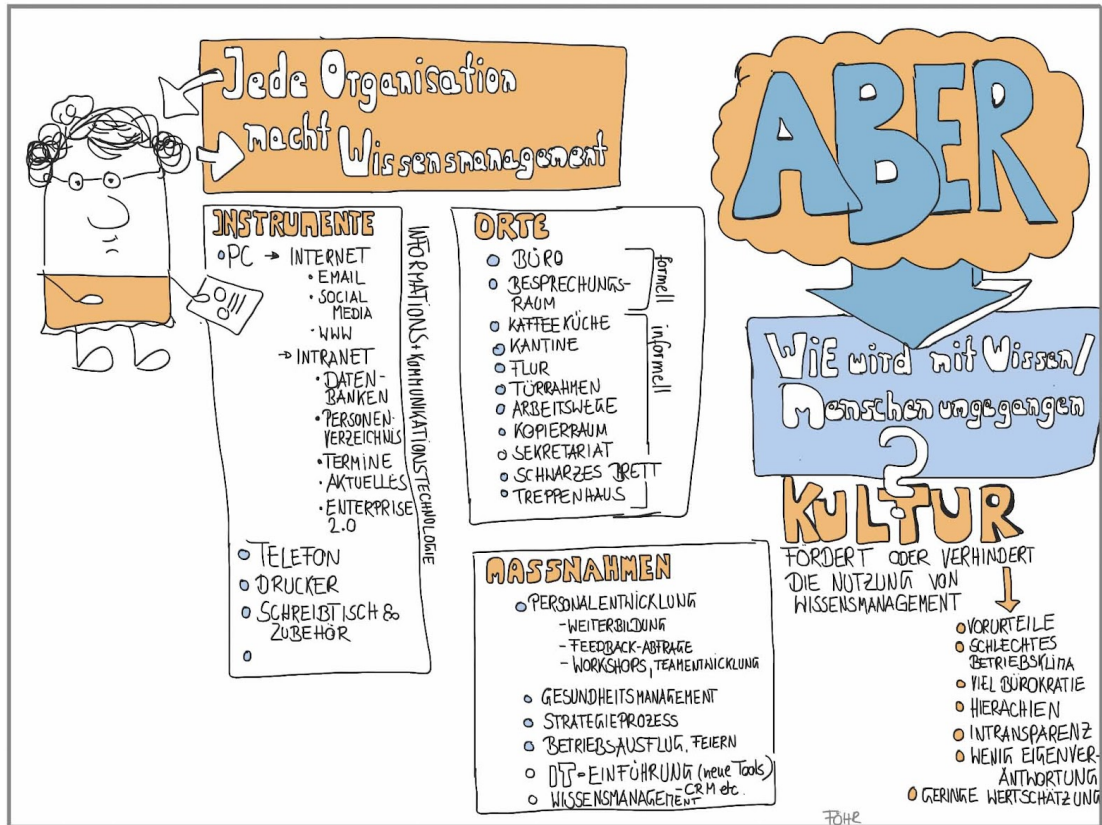 Jede Organisation
macht Wissensmanagement
INSTRUMENTE
PC → INTERNET
• EMAIL
• SOCIAL
MEDIA
• WWW
→ INTRANET
• DATEN-
BANKEN
• PERSONEN-
VERZEICHNIS
• TERMINE
• AKTUELLES
• ENTERPRISE
2.0
TELEFON
DRUCKER
SCHREIBTISCH &
ZUBEHÖR
INFORMATIONS + KOMMUNIKATIONSTECHNOLOGIE
ORTE
BÜRO
BESPRECHUNGS-
RAUM
formell
KAFFEEKÜCHE
KANTINE
FLUR
TÜRRAHMEN
ARBEITSWEGE
KOPIERRAUM
SEKRETARIAT
SCHWARZES BRETT
TREPPENHAUS
informell
MASSNAHMEN
PERSONALENTWICKLUNG
- WEITERBILDUNG
- FEEDBACK-ABFRAGE
- WORKSHOPS, TEAMENTWICKLUNG
GESUNDHEITSMANAGEMENT
STRATEGIEPROZESS
BETRIEBSAUSFLUG, FEIERN
IT-EINFÜHRUNG (neue Tools)
- CRM etc.
WISSENSMANAGEMENT
ABER
WiE wird mit Wissen/
Menschen umgegangen
?
KULTUR
FÖRDERT ODER VERHINDERT
DIE NUTZUNG VON
WISSENSMANAGEMENT
VORURTEILE
SCHLECHTES
BETRIEBSKLIMA
VIEL BÜROKRATIE
HIERACHIEN
INTRANSPARENZ
WENIG EIGENVER-
ANTWORTUNG
GERINGE WERTSCHÄTZUNG
FÖHR